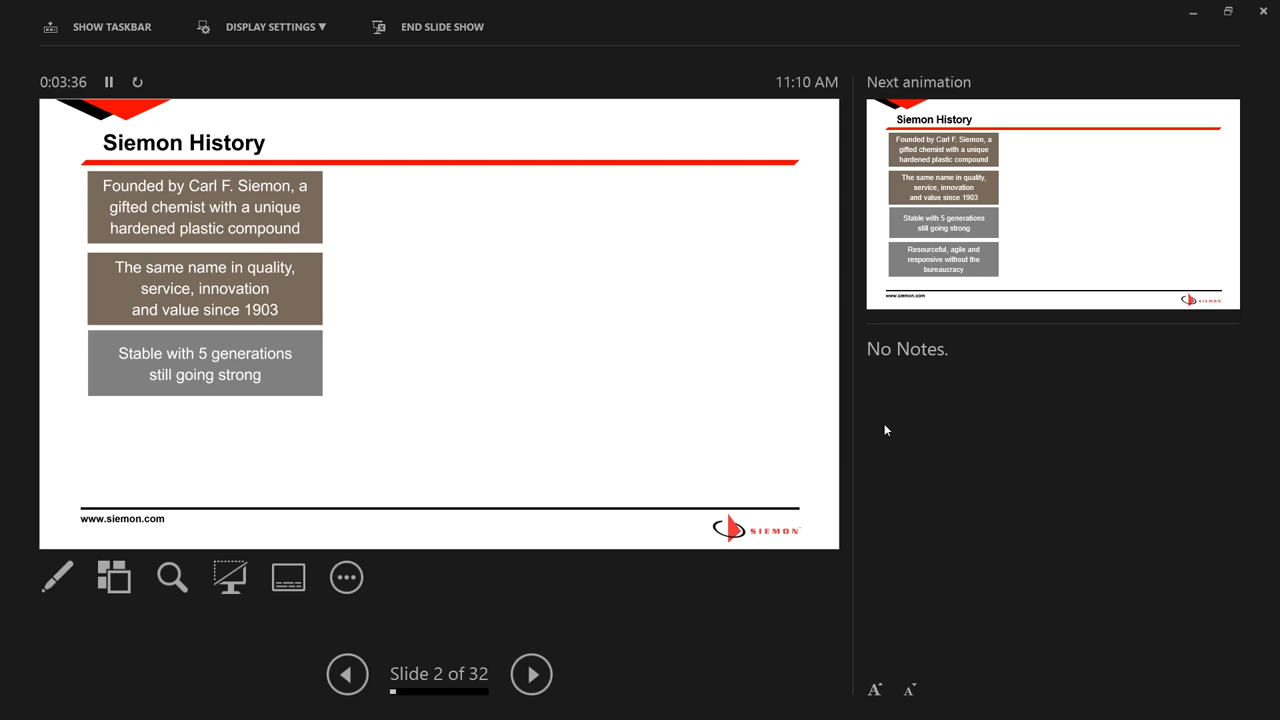 SHOW TASKBAR
DISPLAY SETTINGS ▼
END SLIDE SHOW
0:03:36
11:10 AM
Siemon History
Founded by Carl F. Siemon, a
gifted chemist with a unique
hardened plastic compound
The same name in quality,
service, innovation
and value since 1903
Stable with 5 generations
still going strong
www.siemon.com
SIEMON
Slide 2 of 32
Next animation
Siemon History
Founded by Carl F. Siemon, a
gifted chemist with a unique
hardened plastic compound
The same name in quality,
service, innovation
and value since 1903
Stable with 5 generations
still going strong
Resourceful, agile and
responsive without the
bureaucracy
www.siemon.com
SIEMON
No Notes.
A A